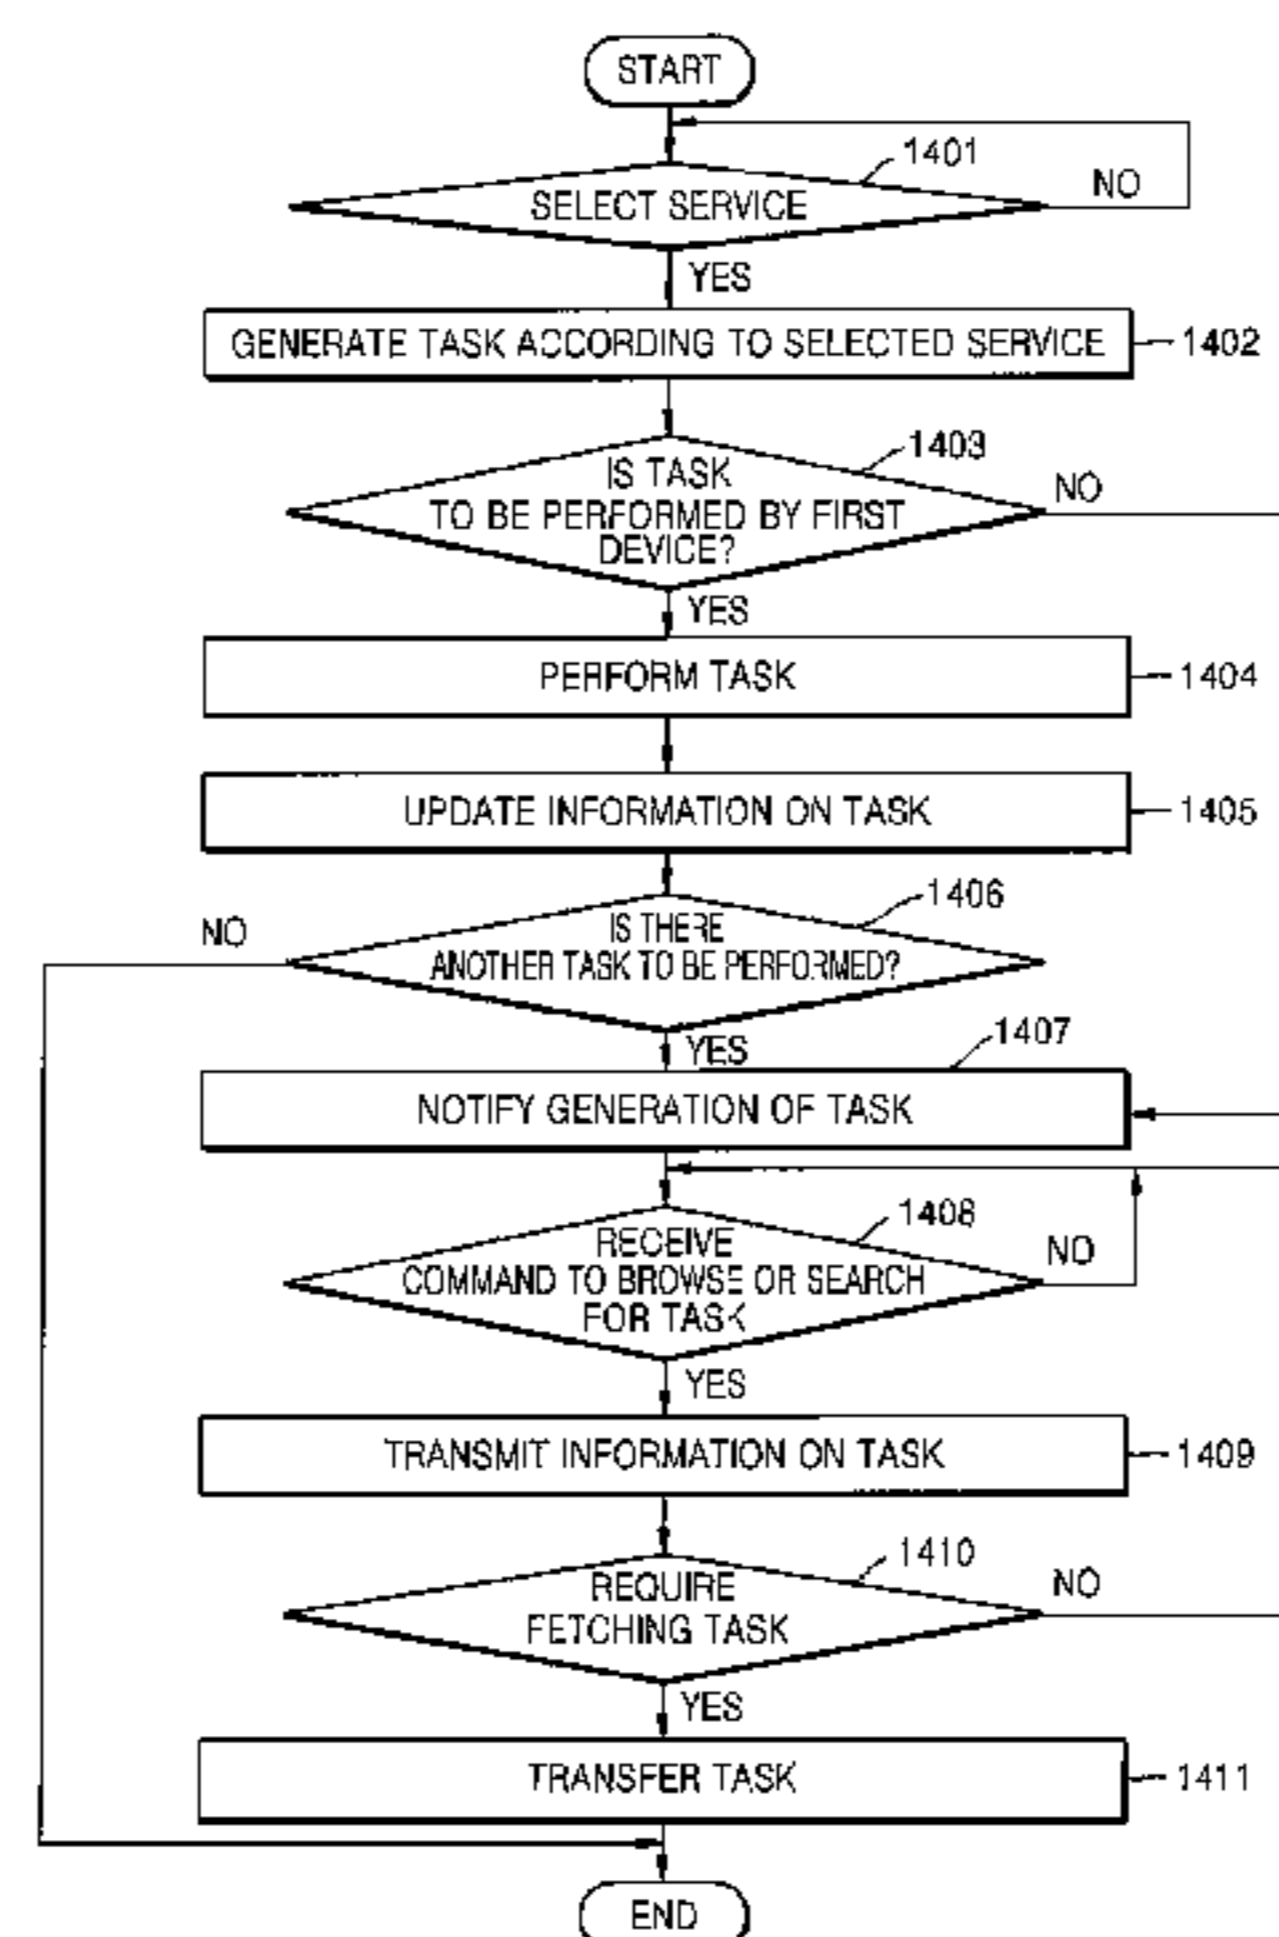 START
1401
NO
SELECT SERVICE
YES
GENERATE TASK ACCORDING TO SELECTED SERVICE
1402
1403
IS TASK
TO BE PERFORMED BY FIRST
DEVICE?
NO
YES
PERFORM TASK
1404
UPDATE INFORMATION ON TASK
1405
1406
NO
IS THERE
ANOTHER TASK TO BE PERFORMED?
YES
1407
NOTIFY GENERATION OF TASK
1408
RECEIVE
COMMAND TO BROWSE OR SEARCH
FOR TASK
NO
YES
TRANSMIT INFORMATION ON TASK
1409
1410
REQUIRE
FETCHING TASK
NO
YES
TRANSFER TASK
1411
END